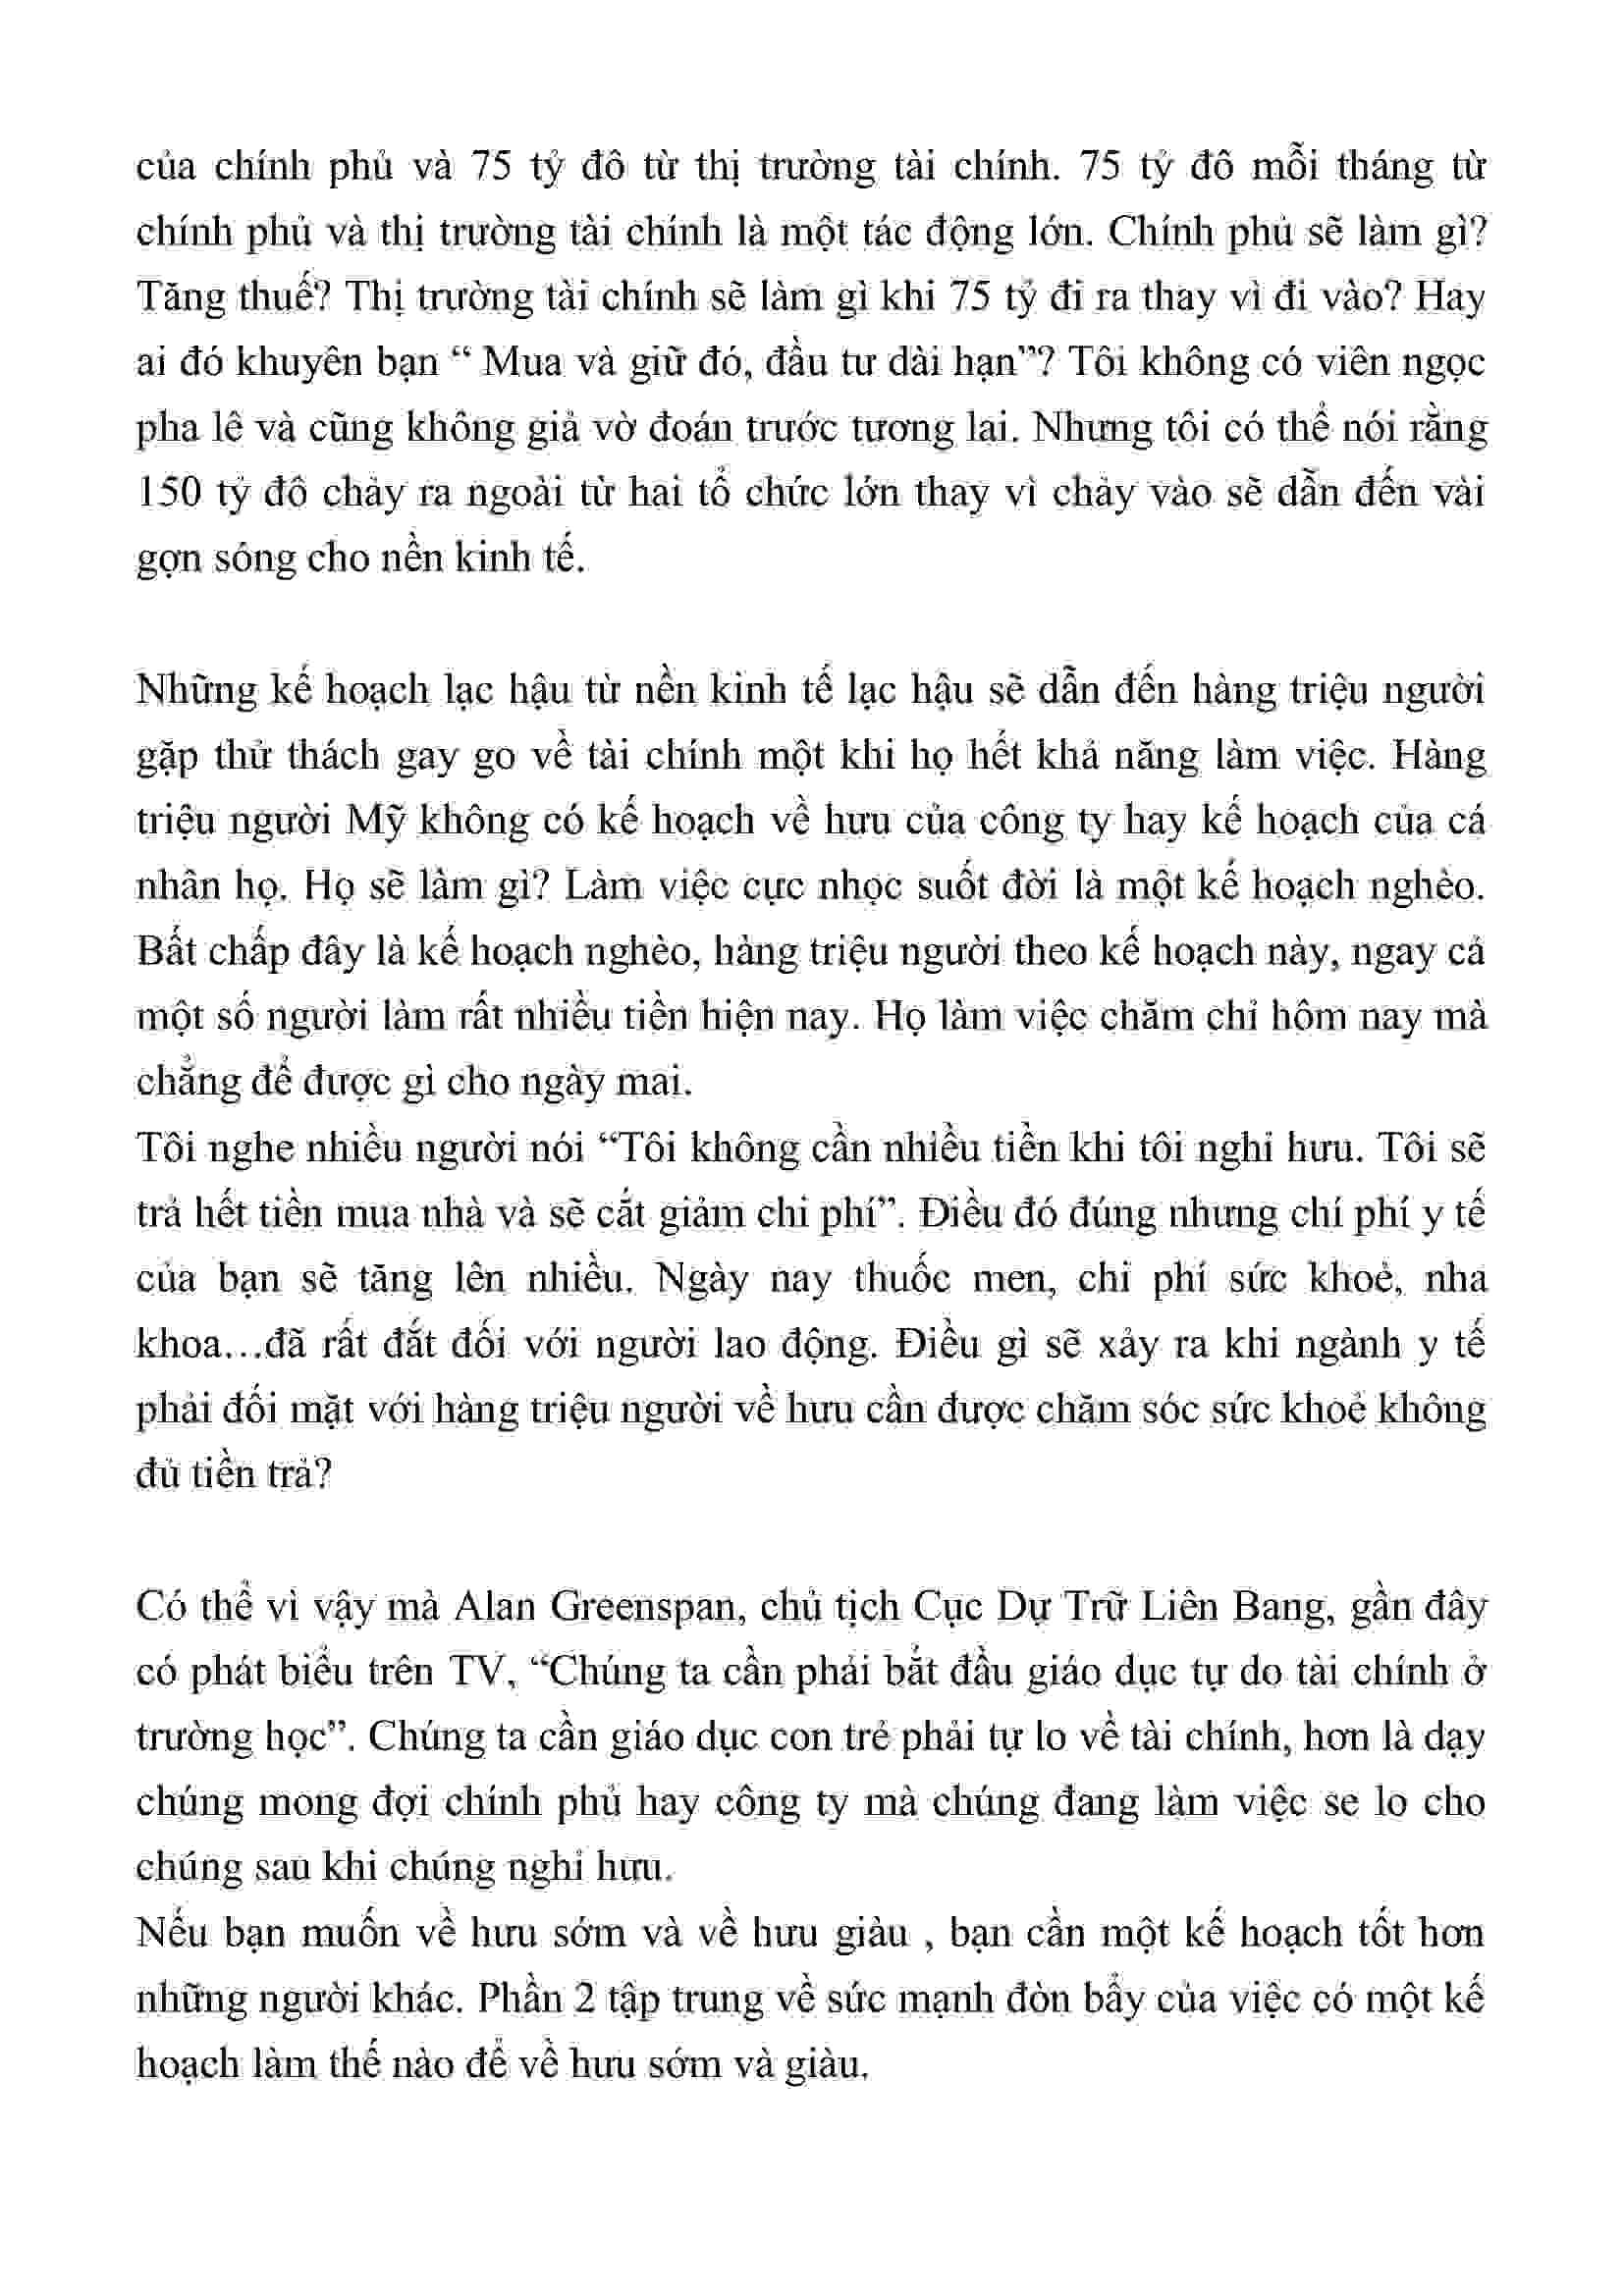 của chính phủ và 75 tỷ đô từ thị trường tài chính. 75 tỷ đô mỗi tháng từ
chính phủ và thị trường tài chính là một tác động lớn. Chính phủ sẽ làm gì?
Tăng thuế? Thị trường tài chính sẽ làm gì khi 75 tỷ đi ra thay vì đi vào? Hay
ai đó khuyên bạn “ Mua và giữ đó, đầu tư dài hạn”? Tôi không có viên ngọc
pha lê và cũng không giả vờ đoán trước tương lai. Nhưng tôi có thể nói rằng
150 tỷ đô chảy ra ngoài từ hai tổ chức lớn thay vì chảy vào sẽ dẫn đến vài
gợn sóng cho nền kinh tế.
Những kế hoạch lạc hậu từ nền kinh tế lạc hậu sẽ dẫn đến hàng triệu người
gặp thử thách gay go về tài chính một khi họ hết khả năng làm việc. Hàng
triệu người Mỹ không có kế hoạch về hưu của công ty hay kế hoạch của cá
nhân họ. Họ sẽ làm gì? Làm việc cực nhọc suốt đời là một kế hoạch nghèo.
Bất chấp đây là kế hoạch nghèo, hàng triệu người theo kế hoạch này, ngay cả
một số người làm rất nhiều tiền hiện nay. Họ làm việc chăm chỉ hôm nay mà
chẳng để được gì cho ngày mai.
Tôi nghe nhiều người nói “Tôi không cần nhiều tiền khi tôi nghỉ hưu. Tôi sẽ
trả hết tiền mua nhà và sẽ cắt giảm chi phí”. Điều đó đúng nhưng chí phí y tế
của bạn sẽ tăng lên nhiều. Ngày nay thuốc men, chi phí sức khoẻ, nha
khoa…đã rất đắt đối với người lao động. Điều gì sẽ xảy ra khi ngành y tế
phải đối mặt với hàng triệu người về hưu cần được chăm sóc sức khoẻ không
đủ tiền trả?
Có thể vì vậy mà Alan Greenspan, chủ tịch Cục Dự Trữ Liên Bang, gần đây
có phát biểu trên TV, “Chúng ta cần phải bắt đầu giáo dục tự do tài chính ở
trường học”. Chúng ta cần giáo dục con trẻ phải tự lo về tài chính, hơn là dạy
chúng mong đợi chính phủ hay công ty mà chúng đang làm việc se lo cho
chúng sau khi chúng nghỉ hưu.
Nếu bạn muốn về hưu sớm và về hưu giàu , bạn cần một kế hoạch tốt hơn
những người khác. Phần 2 tập trung về sức mạnh đòn bẩy của việc có một kế
hoạch làm thế nào để về hưu sớm và giàu.